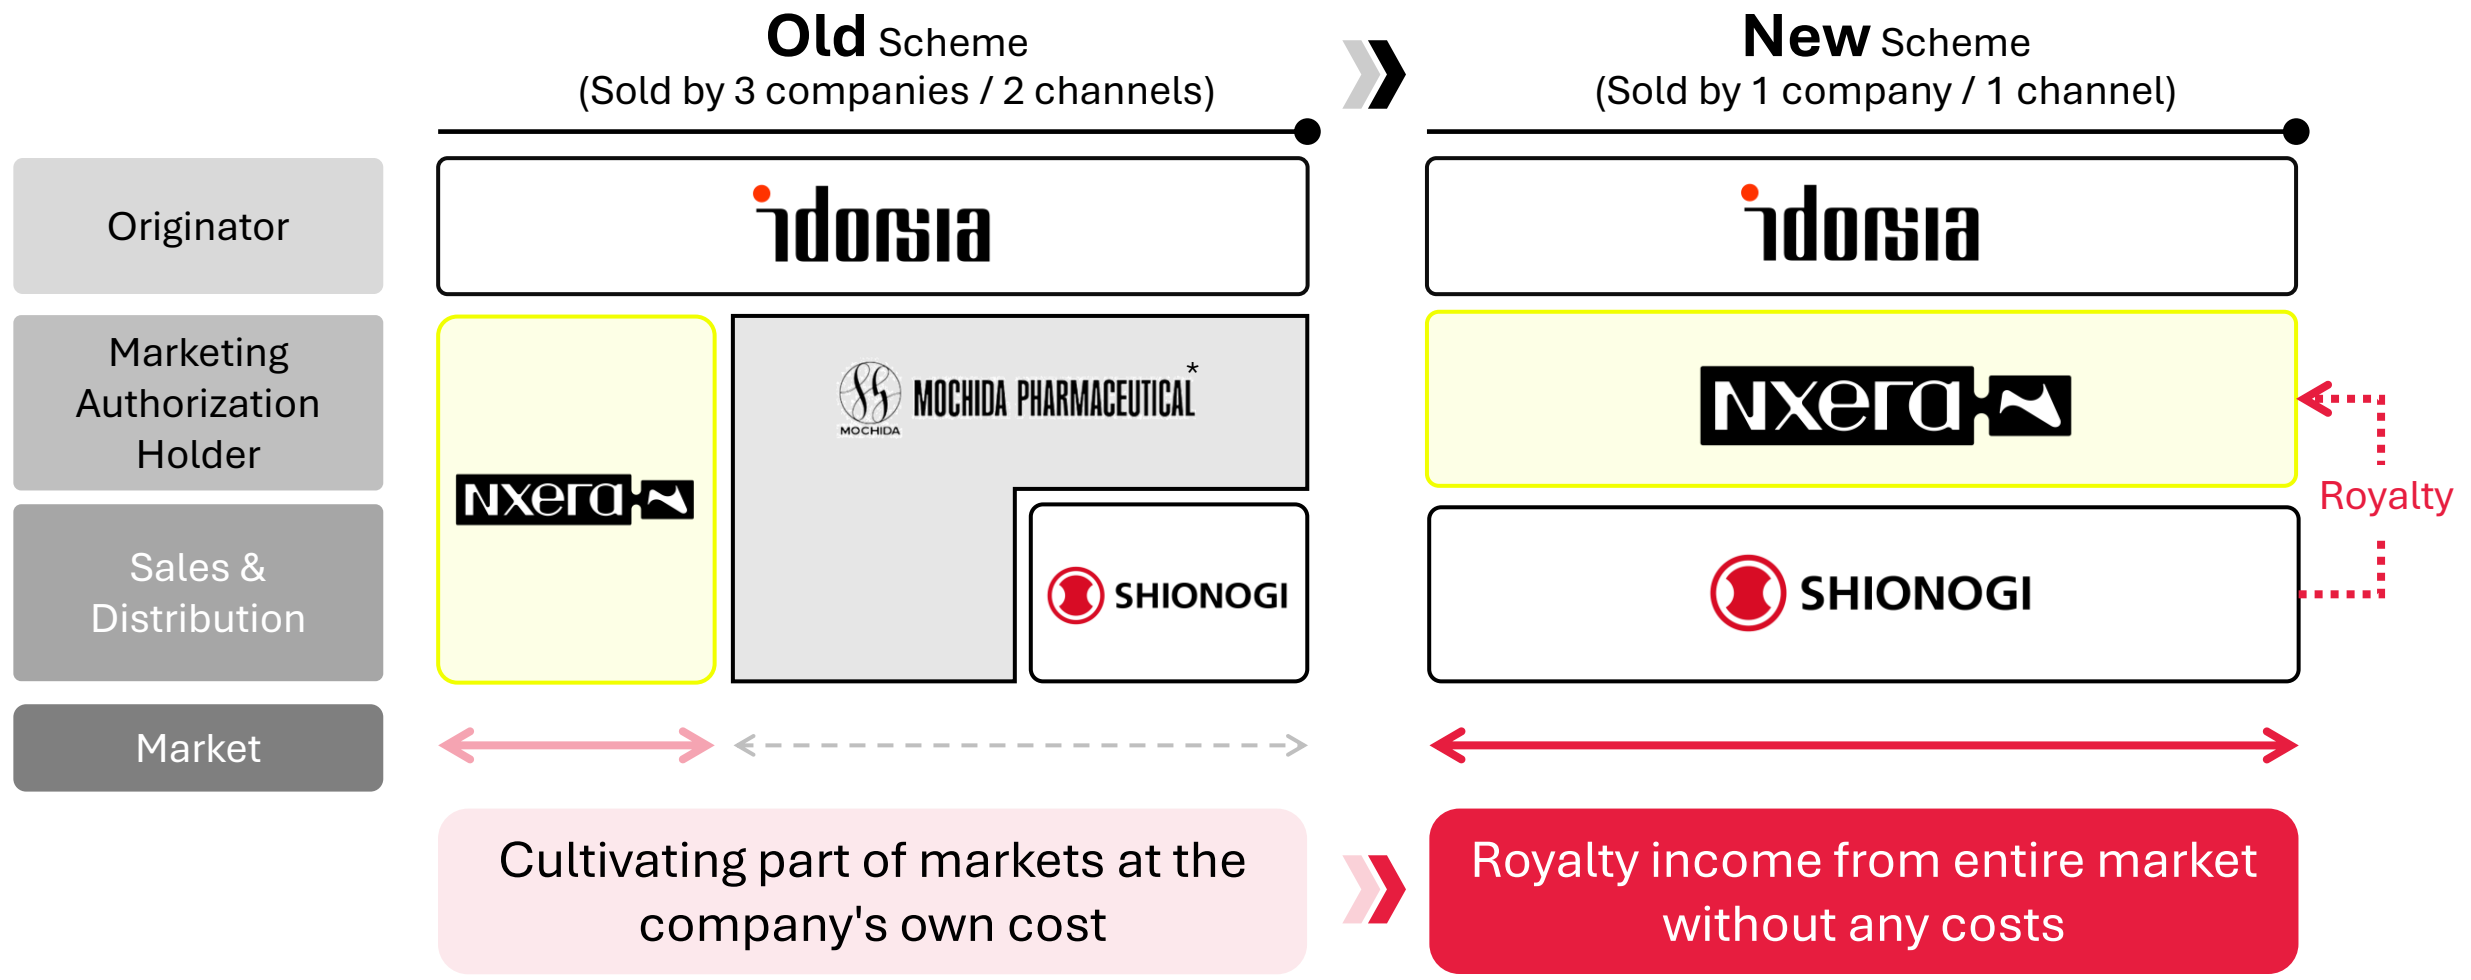 Old Scheme
(Sold by 3 companies / 2 channels)
New Scheme
(Sold by 1 company / 1 channel)
Originator
idorsia
idorsia
Marketing
Authorization
Holder
Sales &
Distribution
NXera
MOCHIDA
MOCHIDA PHARMACEUTICAL*
SHIONOGI
NXera
SHIONOGI
Royalty
Market
Cultivating part of markets at the
company's own cost
Royalty income from entire market
without any costs